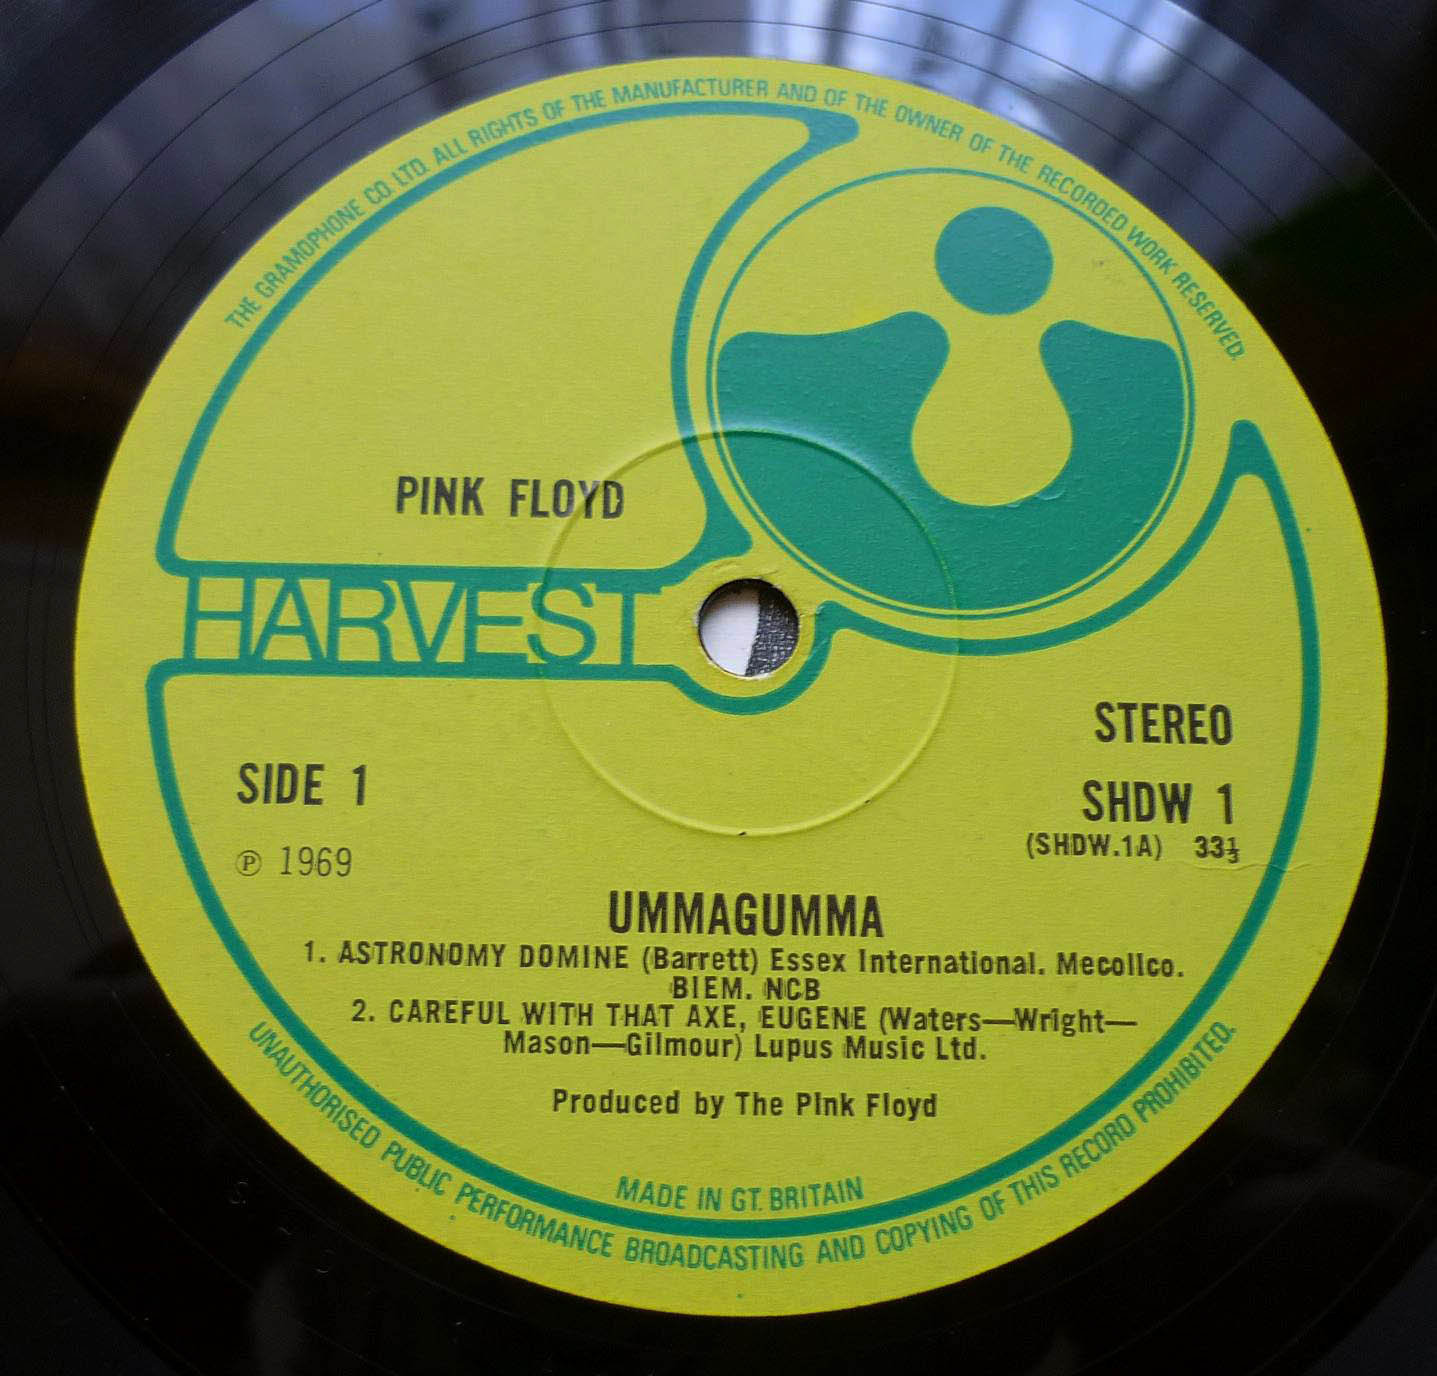 THE GRAMOPHONE CO. LTD. ALL RIGHTS OF THE MANUFACTURER AND OF THE OWNER OF THE RECORDED WORK RESERVED.
PINK FLOYD
HARVEST
STEREO
SIDE 1
SHDW 1
(SHDW.1A) 33⅓
℗ 1969
UMMAGUMMA
1. ASTRONOMY DOMINE (Barrett) Essex International. Mecolico.
BIEM. NCB
2. CAREFUL WITH THAT AXE, EUGENE (Waters—Wright—
Mason—Gilmour) Lupus Music Ltd.
Produced by The Pink Floyd
MADE IN GT. BRITAIN
UNAUTHORISED PUBLIC PERFORMANCE BROADCASTING AND COPYING OF THIS RECORD PROHIBITED.